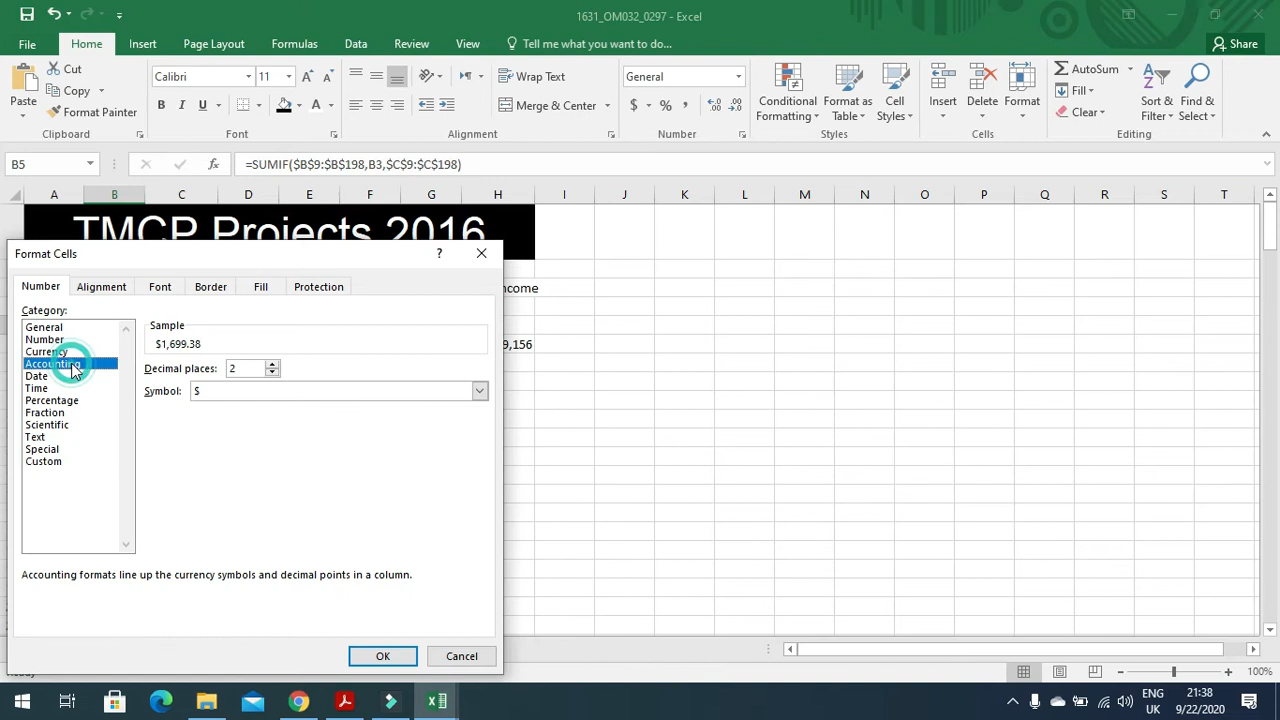 1631_OM032_0297 - Excel
File Home Insert Page Layout Formulas Data Review View Tell me what you want to do... Share
Paste Cut Calibri 11 Wrap Text General Conditional Formatting Format as Table Cell Styles Insert Delete Format AutoSum Sort & Filter Find & Select
Copy Fill
Format Painter B I U A Merge & Center $ % , Clear
Clipboard Font Alignment Number Styles Cells Editing
B5 fx =SUMIF($B$9:$B$198,B3,$C$9:$C$198)
A B C D E F G H I J K L M N O P Q R S T
TMCP Projects 2016
Format Cells ?
Number Alignment Font Border Fill Protection
ncome
Category:
General Sample
Number $1,699.38 9,156
Currency
Accounting Decimal places: 2
Date
Time Symbol: $
Percentage
Fraction
Scientific
Text
Special
Custom
Accounting formats line up the currency symbols and decimal points in a column.
OK Cancel
100%
ENG 21:38
UK 9/22/2020